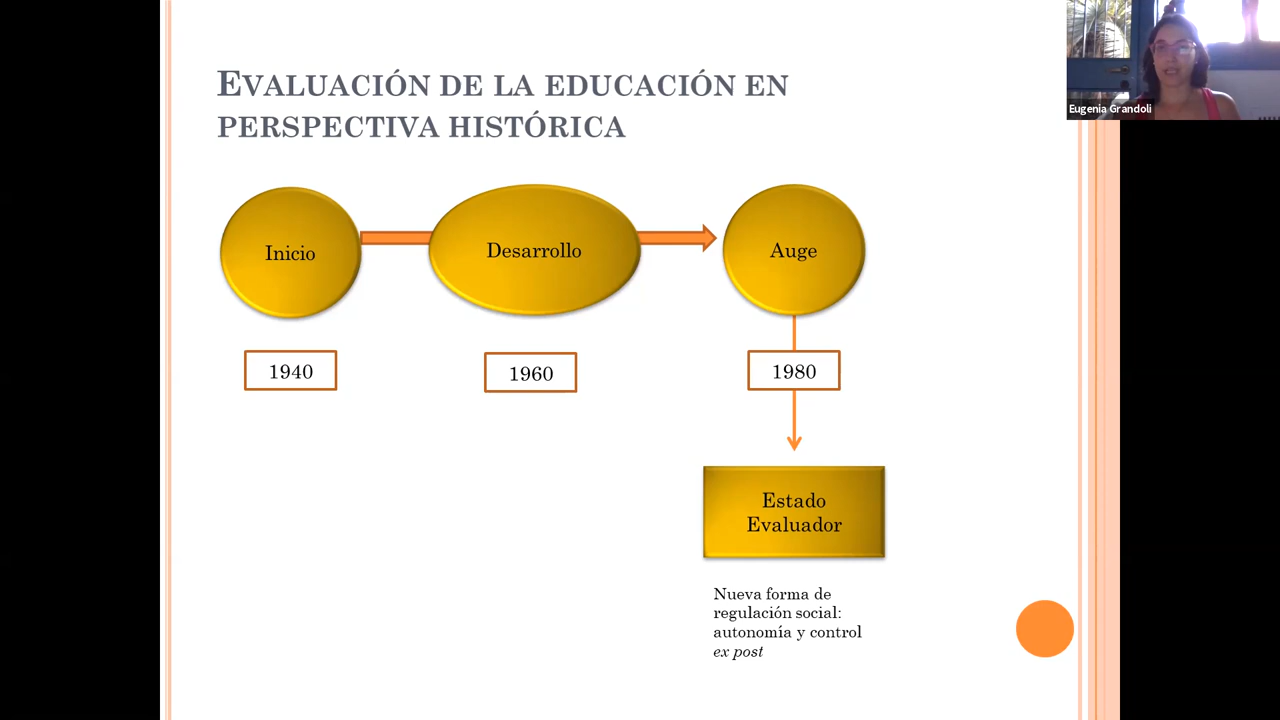 EVALUACIÓN DE LA EDUCACIÓN EN
PERSPECTIVA HISTÓRICA
Eugenia Grandoli
Inicio
Desarrollo
Auge
1940
1960
1980
Estado
Evaluador
Nueva forma de
regulación social:
autonomía y control
ex post